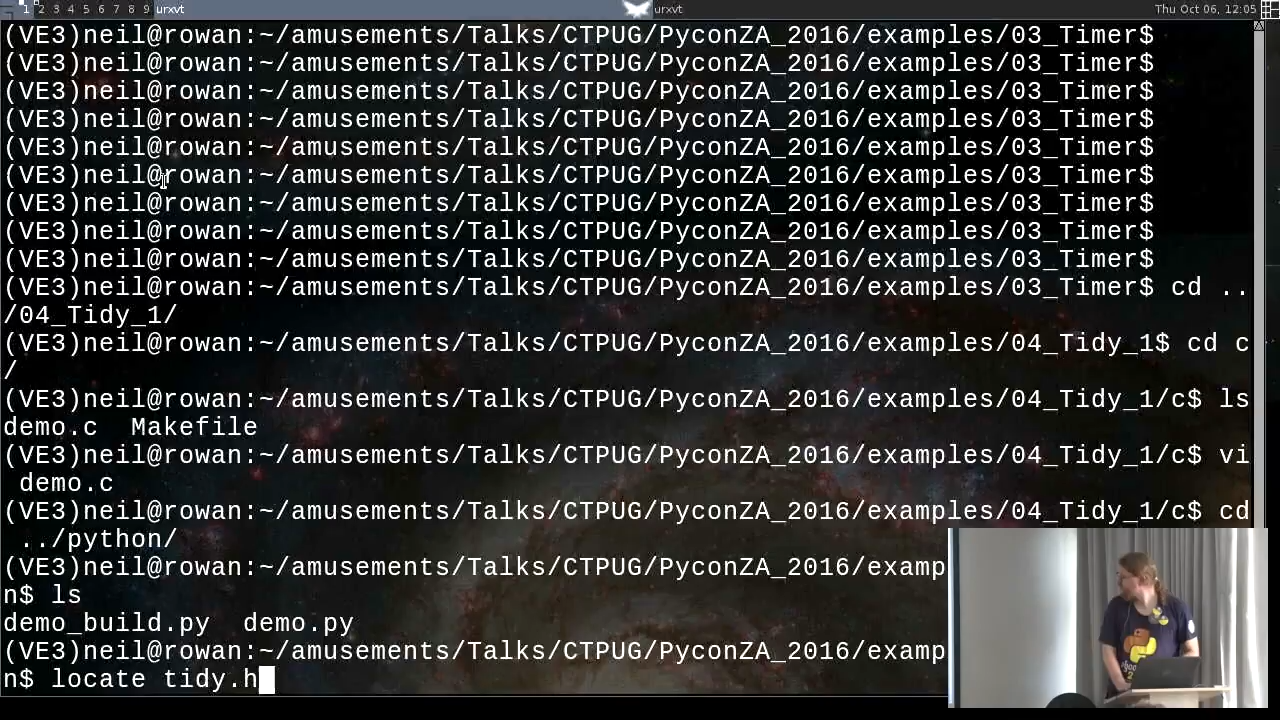 1 2 3 4 5 6 7 8 9 urxvt urxvt Thu Oct 06, 12:05
(VE3)neil@rowan:~/amusements/Talks/CTPUG/PyconZA_2016/examples/03_Timer$
(VE3)neil@rowan:~/amusements/Talks/CTPUG/PyconZA_2016/examples/03_Timer$
(VE3)neil@rowan:~/amusements/Talks/CTPUG/PyconZA_2016/examples/03_Timer$
(VE3)neil@rowan:~/amusements/Talks/CTPUG/PyconZA_2016/examples/03_Timer$
(VE3)neil@rowan:~/amusements/Talks/CTPUG/PyconZA_2016/examples/03_Timer$
(VE3)neil@rowan:~/amusements/Talks/CTPUG/PyconZA_2016/examples/03_Timer$
(VE3)neil@rowan:~/amusements/Talks/CTPUG/PyconZA_2016/examples/03_Timer$
(VE3)neil@rowan:~/amusements/Talks/CTPUG/PyconZA_2016/examples/03_Timer$
(VE3)neil@rowan:~/amusements/Talks/CTPUG/PyconZA_2016/examples/03_Timer$
(VE3)neil@rowan:~/amusements/Talks/CTPUG/PyconZA_2016/examples/03_Timer$ cd ..
/04_Tidy_1/
(VE3)neil@rowan:~/amusements/Talks/CTPUG/PyconZA_2016/examples/04_Tidy_1$ cd c
/
(VE3)neil@rowan:~/amusements/Talks/CTPUG/PyconZA_2016/examples/04_Tidy_1/c$ ls
demo.c  Makefile
(VE3)neil@rowan:~/amusements/Talks/CTPUG/PyconZA_2016/examples/04_Tidy_1/c$ vi
 demo.c
(VE3)neil@rowan:~/amusements/Talks/CTPUG/PyconZA_2016/examples/04_Tidy_1/c$ cd
 ../python/
(VE3)neil@rowan:~/amusements/Talks/CTPUG/PyconZA_2016/examp
n$ ls
demo_build.py  demo.py
(VE3)neil@rowan:~/amusements/Talks/CTPUG/PyconZA_2016/examp
n$ locate tidy.h